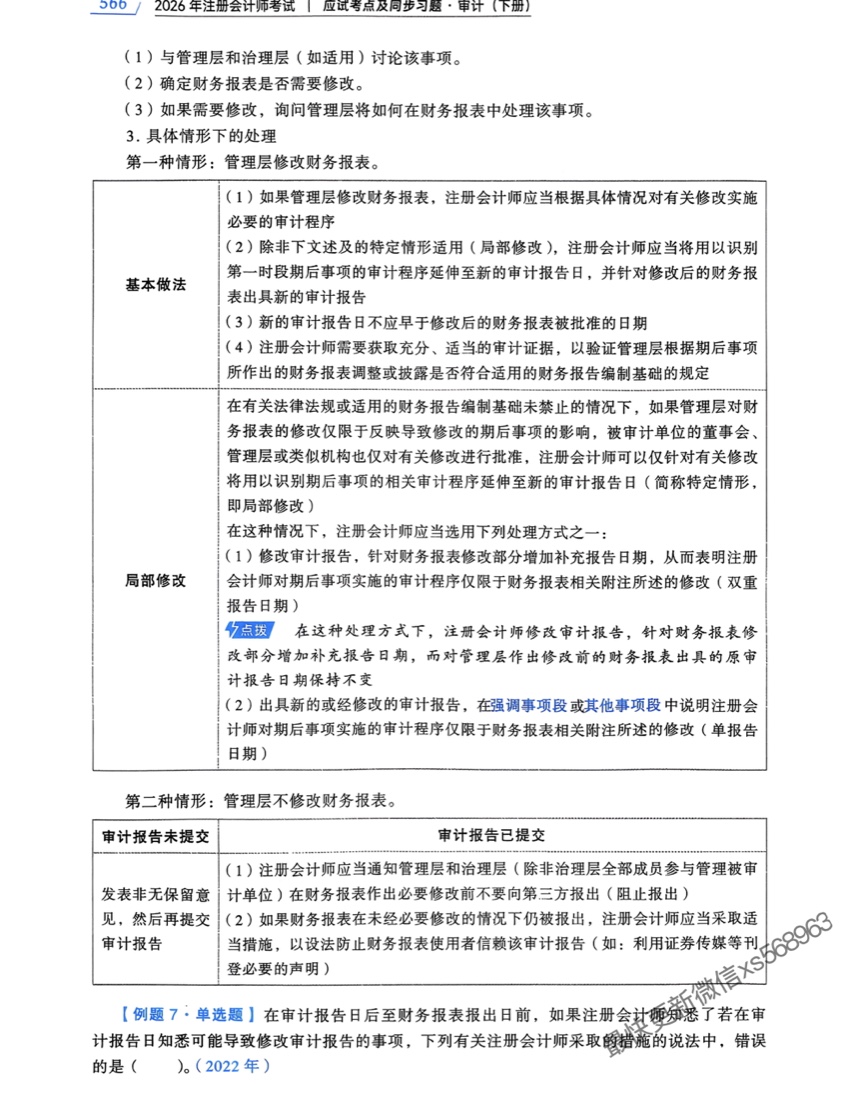 566 2026年注册会计师考试 | 应试考点及同步习题·审计（下册）
（1）与管理层和治理层（如适用）讨论该事项。
（2）确定财务报表是否需要修改。
（3）如果需要修改，询问管理层将如何在财务报表中处理该事项。
3. 具体情形下的处理
第一种情形：管理层修改财务报表。
基本做法
（1）如果管理层修改财务报表，注册会计师应当根据具体情况对有关修改实施
必要的审计程序
（2）除非下文述及的特定情形适用（局部修改），注册会计师应当将用以识别
第一时段期后事项的审计程序延伸至新的审计报告日，并针对修改后的财务报
表出具新的审计报告
（3）新的审计报告日不应早于修改后的财务报表被批准的日期
（4）注册会计师需要获取充分、适当的审计证据，以验证管理层根据期后事项
所作出的财务报表调整或披露是否符合适用的财务报告编制基础的规定
局部修改
在有关法律法规或适用的财务报告编制基础未禁止的情况下，如果管理层对财
务报表的修改仅限于反映导致修改的期后事项的影响，被审计单位的董事会、
管理层或类似机构也仅对有关修改进行批准，注册会计师可以仅针对有关修改
将用以识别期后事项的相关审计程序延伸至新的审计报告日（简称特定情形，
即局部修改）
在这种情况下，注册会计师应当选用下列处理方式之一：
（1）修改审计报告，针对财务报表修改部分增加补充报告日期，从而表明注册
会计师对期后事项实施的审计程序仅限于财务报表相关附注所述的修改（双重
报告日期）
点拨 在这种处理方式下，注册会计师修改审计报告，针对财务报表修
改部分增加补充报告日期，而对管理层作出修改前的财务报表出具的原审
计报告日期保持不变
（2）出具新的或经修改的审计报告，在强调事项段或其他事项段中说明注册会
计师对期后事项实施的审计程序仅限于财务报表相关附注所述的修改（单报告
日期）
第二种情形：管理层不修改财务报表。
审计报告未提交 审计报告已提交
发表非无保留意
见，然后再提交
审计报告
（1）注册会计师应当通知管理层和治理层（除非治理层全部成员参与管理被审
计单位）在财务报表作出必要修改前不要向第三方报出（阻止报出）
（2）如果财务报表在未经必要修改的情况下仍被报出，注册会计师应当采取适
当措施，以设法防止财务报表使用者信赖该审计报告（如：利用证券传媒等刊
登必要的声明）
【例题7·单选题】在审计报告日后至财务报表报出日前，如果注册会计师知悉了若在审
计报告日知悉可能导致修改审计报告的事项，下列有关注册会计师采取的措施的说法中，错误
的是（ ）。（2022年）
最快更新微信xs568963